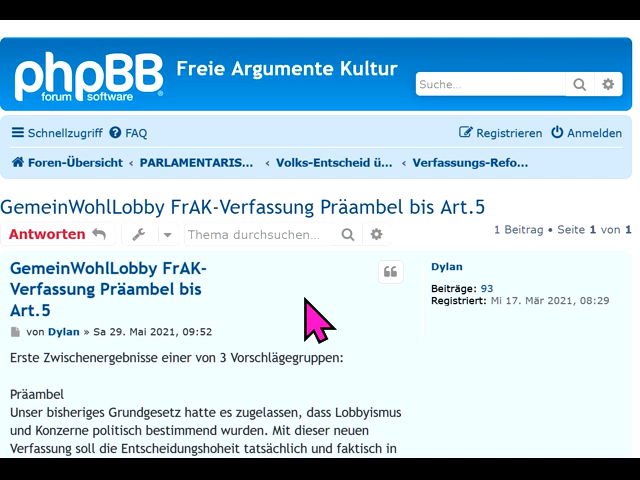 phpBB
forum software
Freie Argumente Kultur
Suche…
Schnellzugriff FAQ Registrieren Anmelden
Foren-Übersicht ‹ PARLAMENTARIS… ‹ Volks-Entscheid ü… ‹ Verfassungs-Refo…
GemeinWohlLobby FrAK-Verfassung Präambel bis Art.5
Antworten Thema durchsuchen… 1 Beitrag • Seite 1 von 1
GemeinWohlLobby FrAK-
Verfassung Präambel bis
Art.5
von Dylan » Sa 29. Mai 2021, 09:52
Dylan
Beiträge: 93
Registriert: Mi 17. Mär 2021, 08:29
Erste Zwischenergebnisse einer von 3 Vorschlägegruppen:
Präambel
Unser bisheriges Grundgesetz hatte es zugelassen, dass Lobbyismus
und Konzerne politisch bestimmend wurden. Mit dieser neuen
Verfassung soll die Entscheidungshoheit tatsächlich und faktisch in